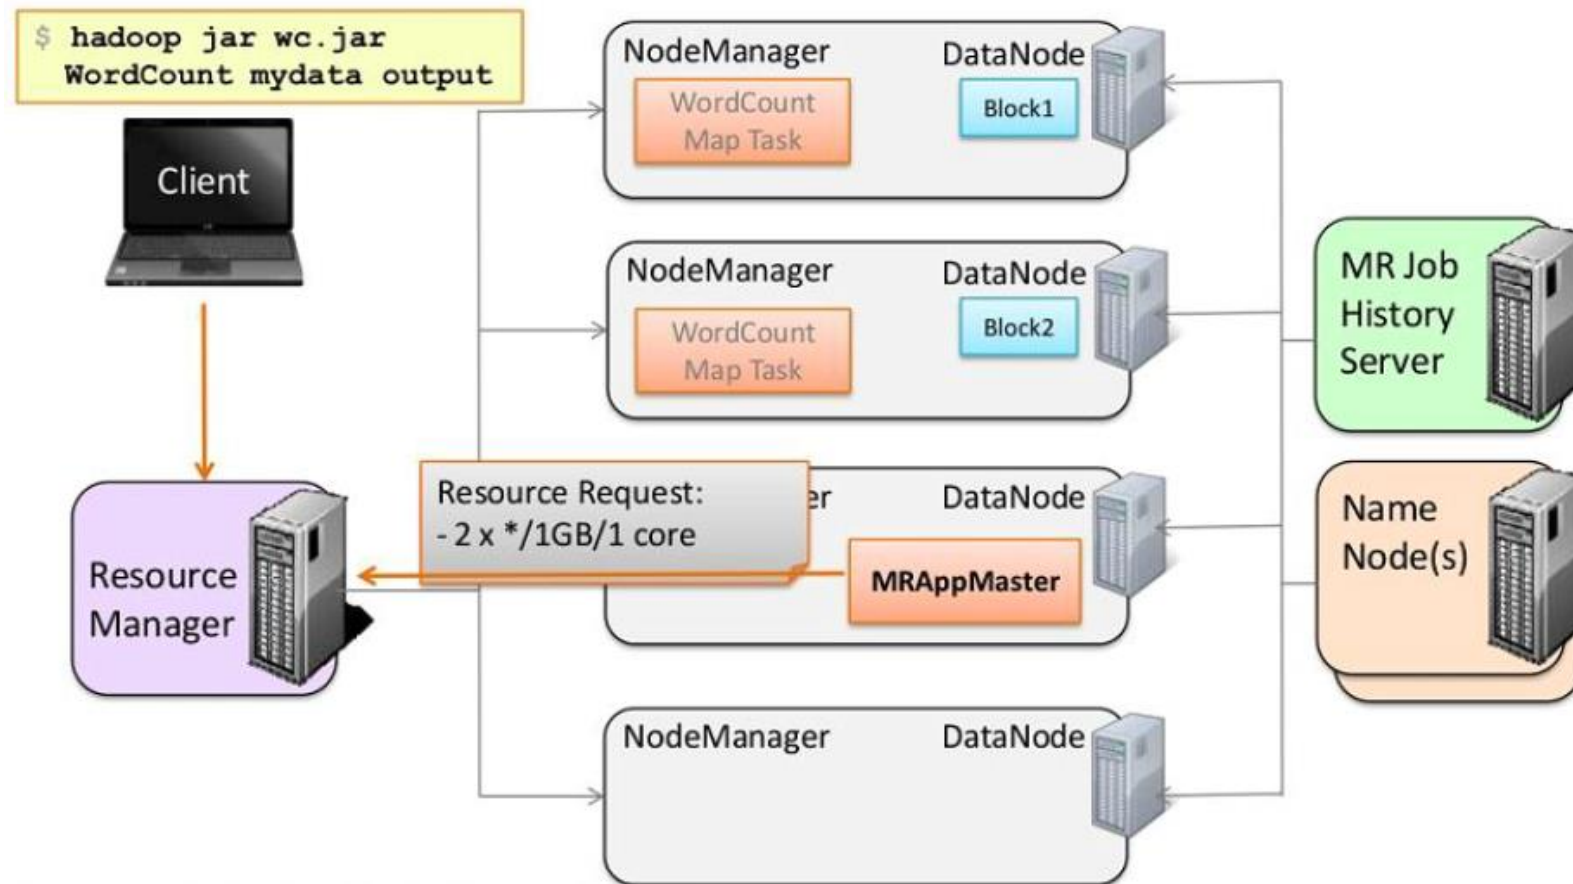 $ hadoop jar wc.jar
WordCount mydata output
Client
NodeManager
DataNode
WordCount
Map Task
Block1
NodeManager
DataNode
WordCount
Map Task
Block2
MR Job
History
Server
Resource Request:
- 2 x */1GB/1 core
er
DataNode
MRAppMaster
Resource
Manager
Name
Node(s)
NodeManager
DataNode